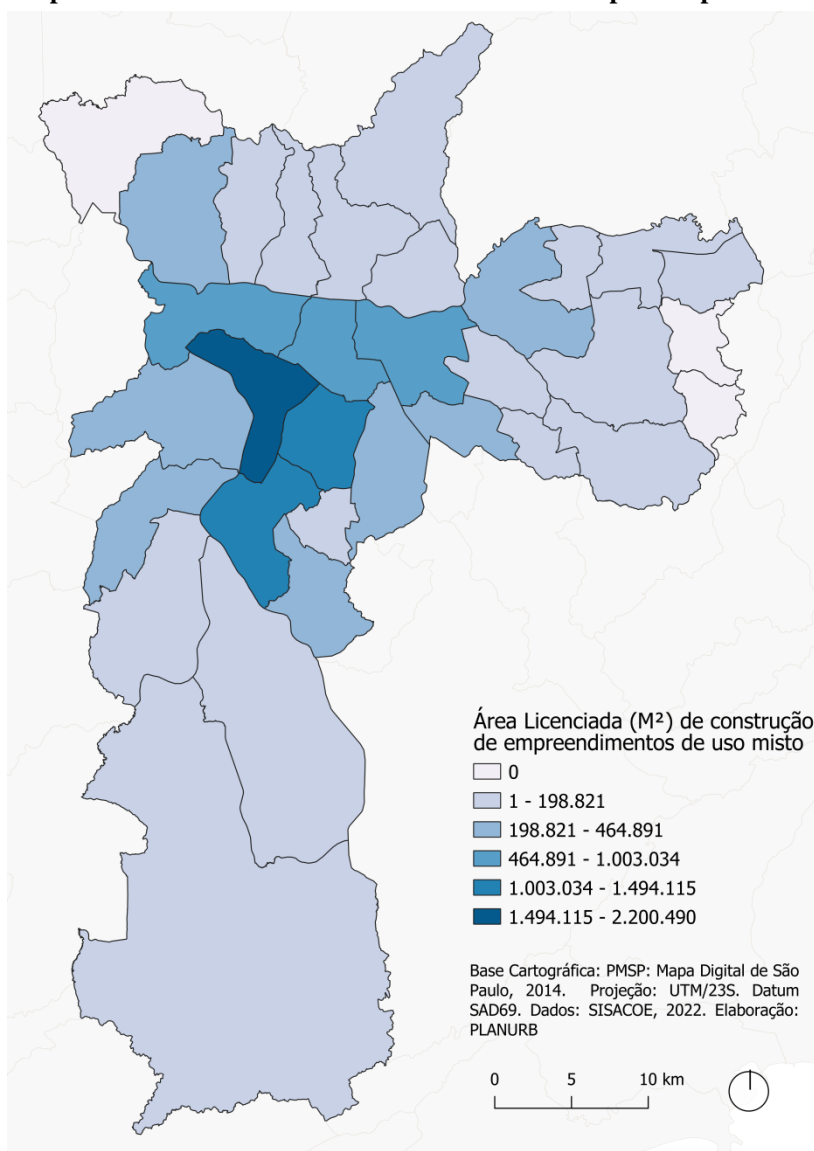 Área Licenciada (M²) de construção
de empreendimentos de uso misto
0
1 - 198.821
198.821 - 464.891
464.891 - 1.003.034
1.003.034 - 1.494.115
1.494.115 - 2.200.490
Base Cartográfica: PMSP: Mapa Digital de São
Paulo, 2014. Projeção: UTM/23S. Datum
SAD69. Dados: SISACOE, 2022. Elaboração:
PLANURB
0 5 10 km